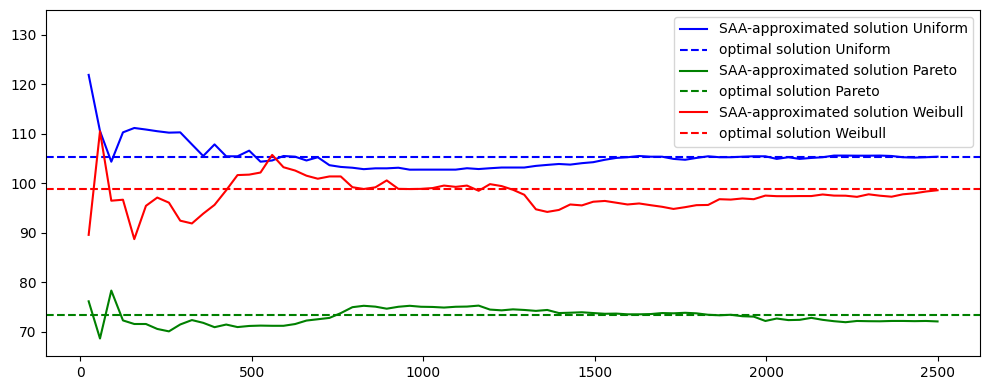 130
120
110
100
90
80
70
0
500
1000
1500
2000
2500
SAA-approximated solution Uniform
optimal solution Uniform
SAA-approximated solution Pareto
optimal solution Pareto
SAA-approximated solution Weibull
optimal solution Weibull